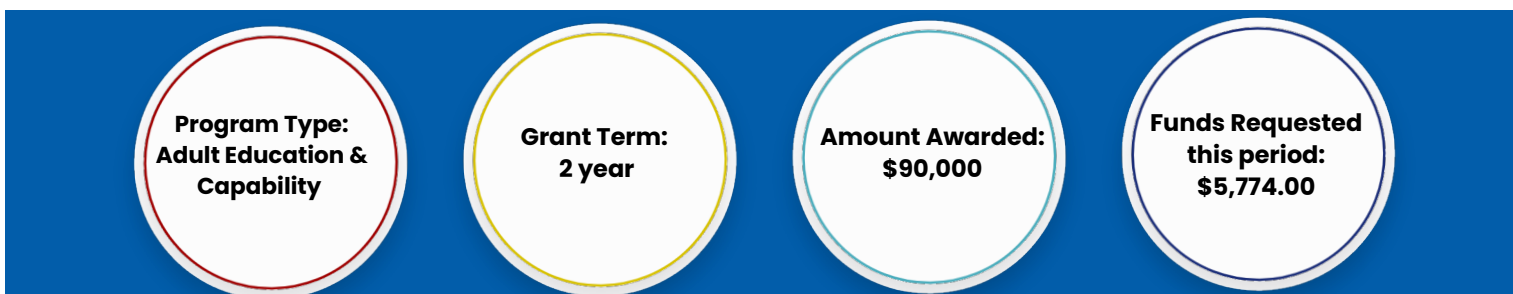 Program Type:
Adult Education &
Capability
Grant Term:
2 year
Amount Awarded:
$90,000
Funds Requested
this period:
$5,774.00